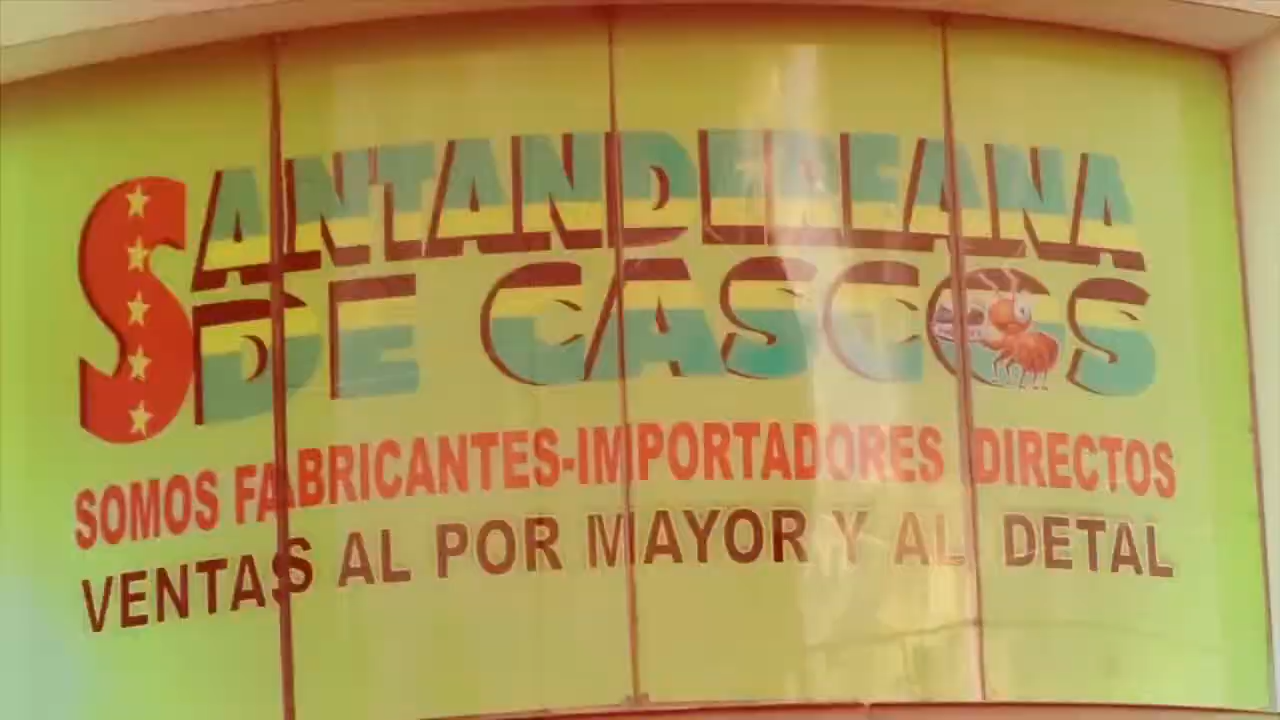 SANTANDEREANA
DE CASCOS
SOMOS FABRICANTES-IMPORTADORES DIRECTOS
VENTAS AL POR MAYOR Y AL DETAL